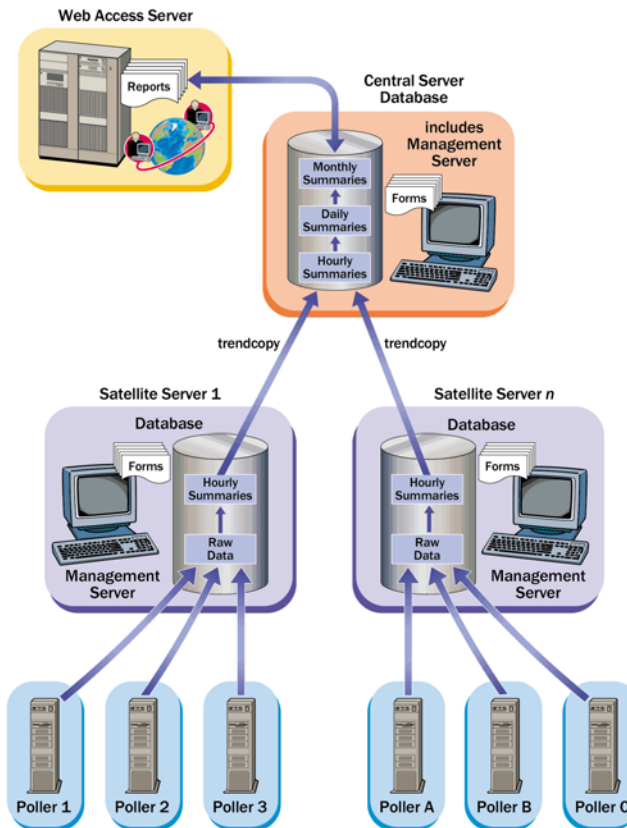 Web Access Server
Reports
Central Server
Database
includes
Management
Server
Monthly
Summaries
Forms
Daily
Summaries
Hourly
Summaries
trendcopy
trendcopy
Satellite Server 1
Satellite Server n
Database
Database
Forms
Forms
Hourly
Summaries
Hourly
Summaries
Raw
Data
Raw
Data
Management
Server
Management
Server
Poller 1
Poller 2
Poller 3
Poller A
Poller B
Poller